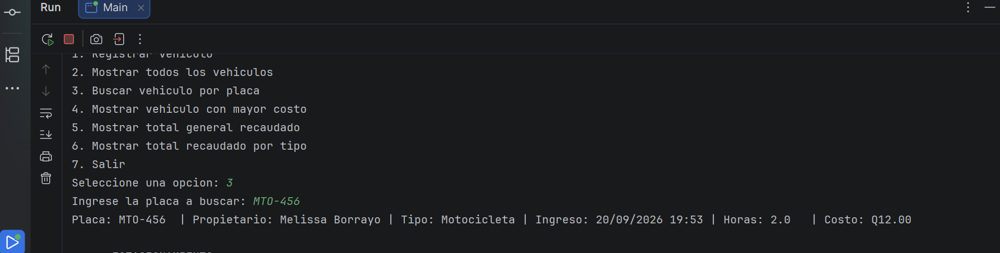 Run Main
1. Registrar vehiculo
2. Mostrar todos los vehiculos
3. Buscar vehiculo por placa
4. Mostrar vehiculo con mayor costo
5. Mostrar total general recaudado
6. Mostrar total recaudado por tipo
7. Salir
Seleccione una opcion: 3
Ingrese la placa a buscar: MTO-456
Placa: MTO-456  | Propietario: Melissa Borrayo | Tipo: Motocicleta | Ingreso: 20/09/2026 19:53 | Horas: 2.0   | Costo: Q12.00